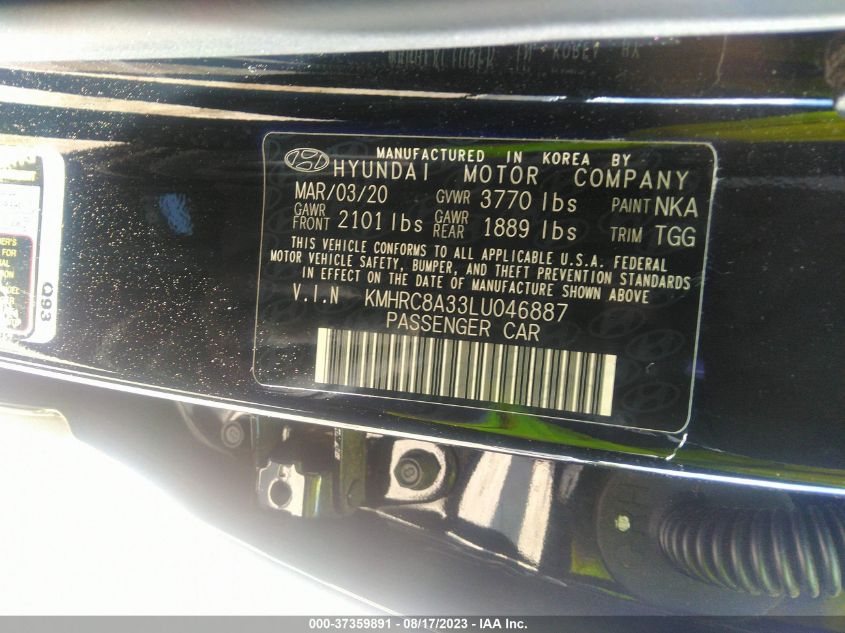 MANUFACTURED IN KOREA BY
HYUNDAI MOTOR COMPANY
MAR/03/20 GVWR 3770 lbs PAINT NKA
GAWR FRONT 2101 lbs GAWR REAR 1889 lbs TRIM TGG
THIS VEHICLE CONFORMS TO ALL APPLICABLE U.S.A. FEDERAL
MOTOR VEHICLE SAFETY, BUMPER, AND THEFT PREVENTION STANDARDS
IN EFFECT ON THE DATE OF MANUFACTURE SHOWN ABOVE
V.I.N KMHRC8A33LU046887
PASSENGER CAR
Q93
000-37359891 - 08/17/2023 - IAA Inc.